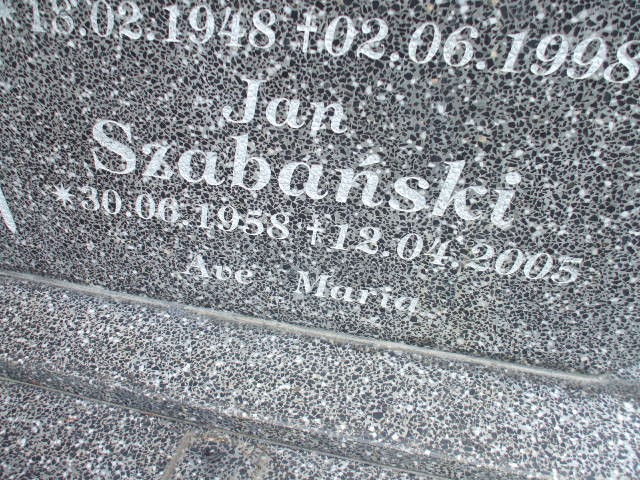 *18.02.1948 †02.06.1998
Jan
Szabański
*30.06.1958 †12.04.2005
Ave Maria